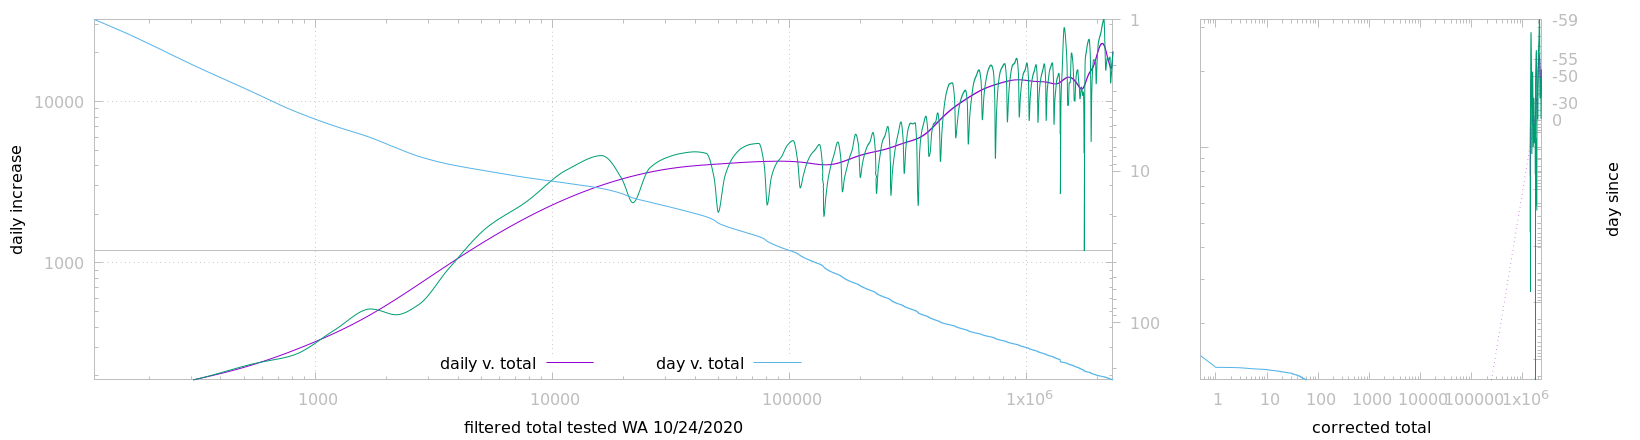 1
-59
-55
10000
-50
-30
0
daily increase
10
day since
1000
100
daily v. total
day v. total
1000 10000 100000 1x10^6
1 10 100 1000 10000 100000 1x10^6
filtered total tested WA 10/24/2020
corrected total